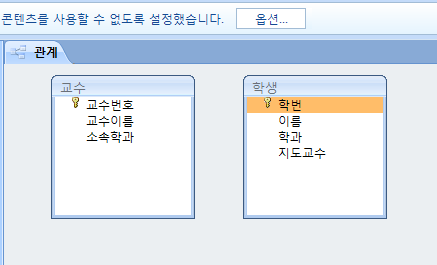 콘텐츠를 사용할 수 없도록 설정했습니다. 옵션...
관계
교수
교수번호
교수이름
소속학과
학생
학번
이름
학과
지도교수